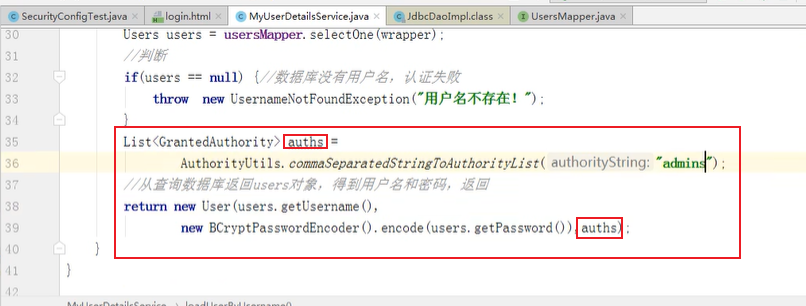 SecurityConfigTest.java × login.html × MyUserDetailsService.java × JdbcDaoImpl.class × UsersMapper.java ×
30 Users users = usersMapper.selectOne(wrapper);
31 //判断
32 if(users == null) {//数据库没有用户名，认证失败
33 throw new UsernameNotFoundException("用户名不存在！");
34 }
35 List<GrantedAuthority> auths =
36 AuthorityUtils.commaSeparatedStringToAuthorityList( authorityString: "admins");
37 //从查询数据库返回users对象，得到用户名和密码，返回
38 return new User(users.getUsername(),
39 new BCryptPasswordEncoder().encode(users.getPassword()),auths);
40 }
41 }
42
MyUserDetailsService > loadUserByUsername()